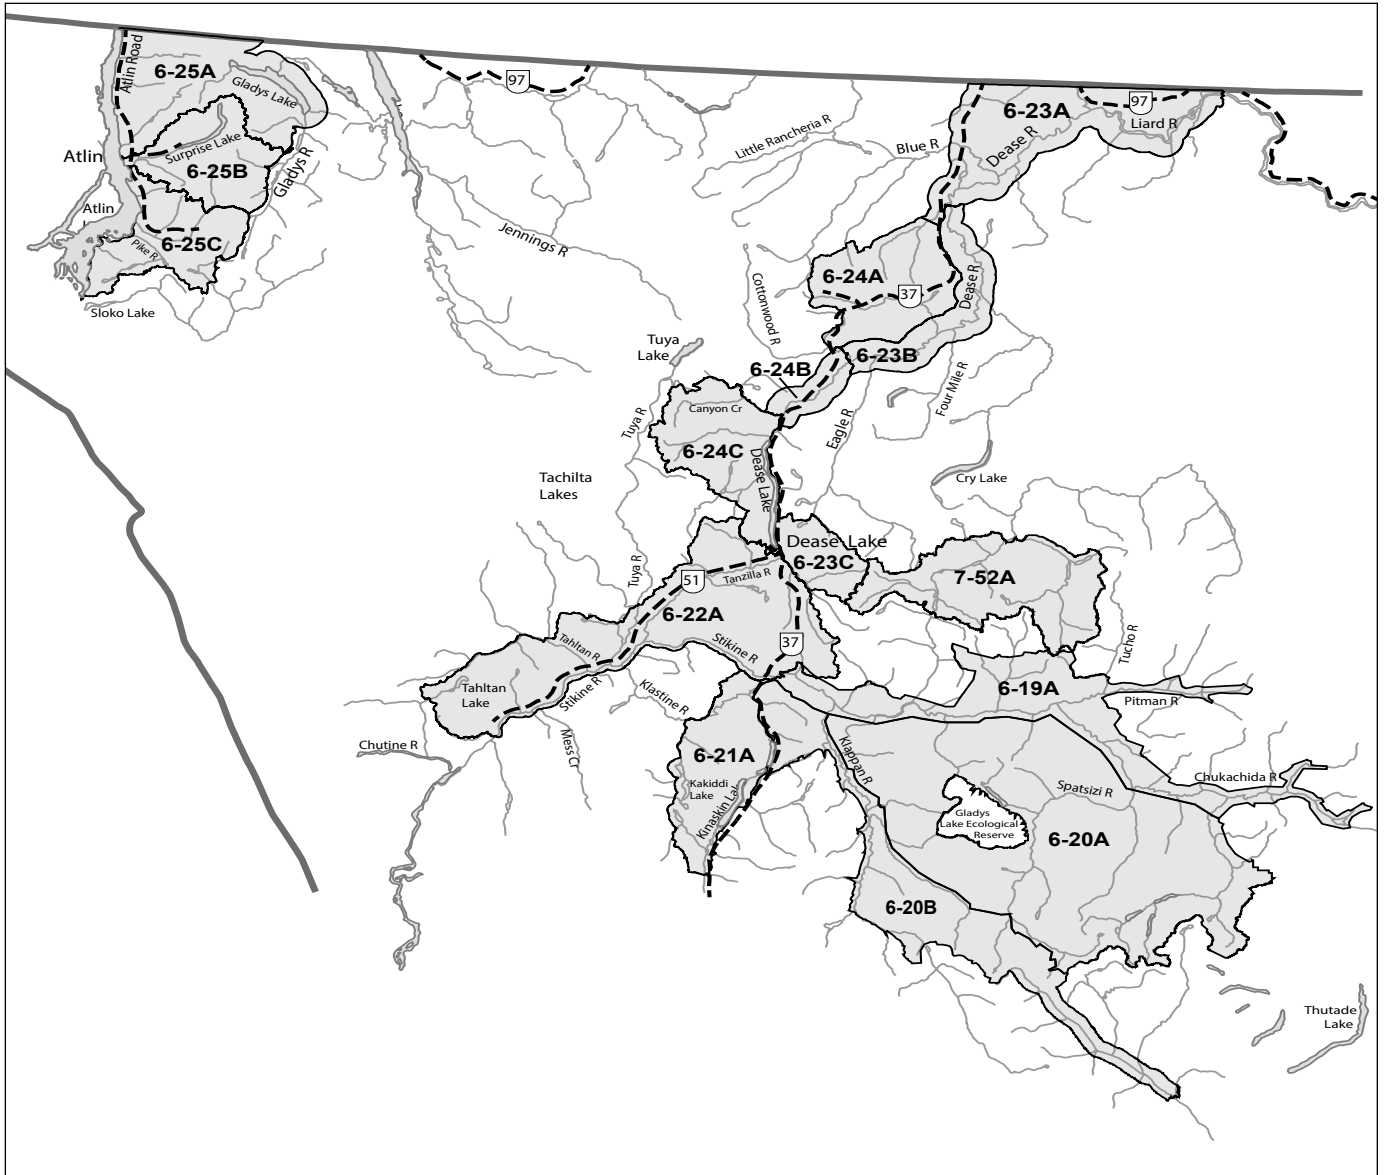 Atlin Road
6-25A
Gladys Lake
97
6-23A
97
Liard R
Little Rancheria R
Blue R
Dease R
Atlin
Surprise Lake
6-25B
Gladys R
Atlin
Pike R
6-25C
Jennings R
Sloko Lake
Cottonwood R
6-24A
37
Dease R
Tuya
Lake
6-24B
6-23B
Four Mile R
Canyon Cr
Tuya R
Eagle R
6-24C
Dease Lake
Tachilta
Lakes
Cry Lake
Dease Lake
6-23C
7-52A
Tuya R
51
Tanzilla R
6-22A
Tahltan R
Stikine R
37
Tucho R
Tahltan
Lake
Stikine R
Klastine R
6-19A
Pitman R
Chutine R
Mess Cr
6-21A
Klappan R
Kakiddi
Lake
Chukachida R
Spatsizi R
Gladys
Lake Ecological
Reserve
6-20A
6-20B
Thutade
Lake